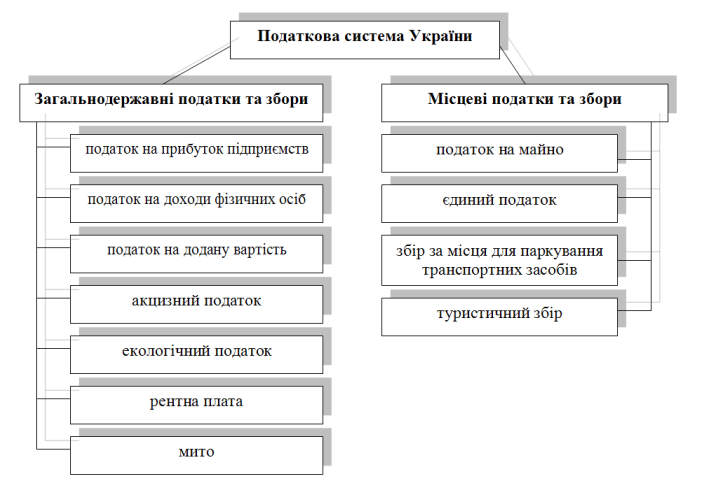 Податкова система України
Загальнодержавні податки та збори
податок на прибуток підприємств
податок на доходи фізичних осіб
податок на додану вартість
акцизний податок
екологічний податок
рентна плата
мито
Місцеві податки та збори
податок на майно
єдиний податок
збір за місця для паркування
транспортних засобів
туристичний збір